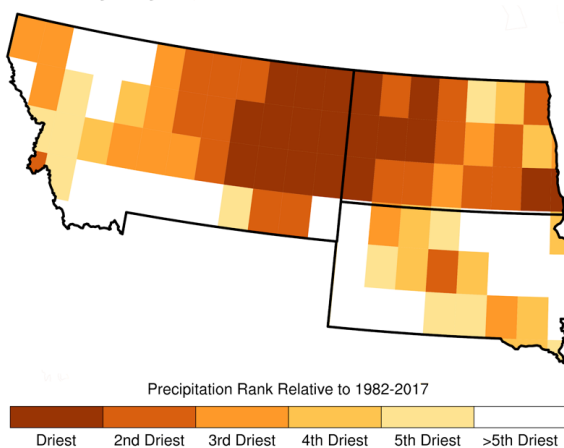 Precipitation Rank Relative to 1982-2017
Driest 2nd Driest 3rd Driest 4th Driest 5th Driest >5th Driest